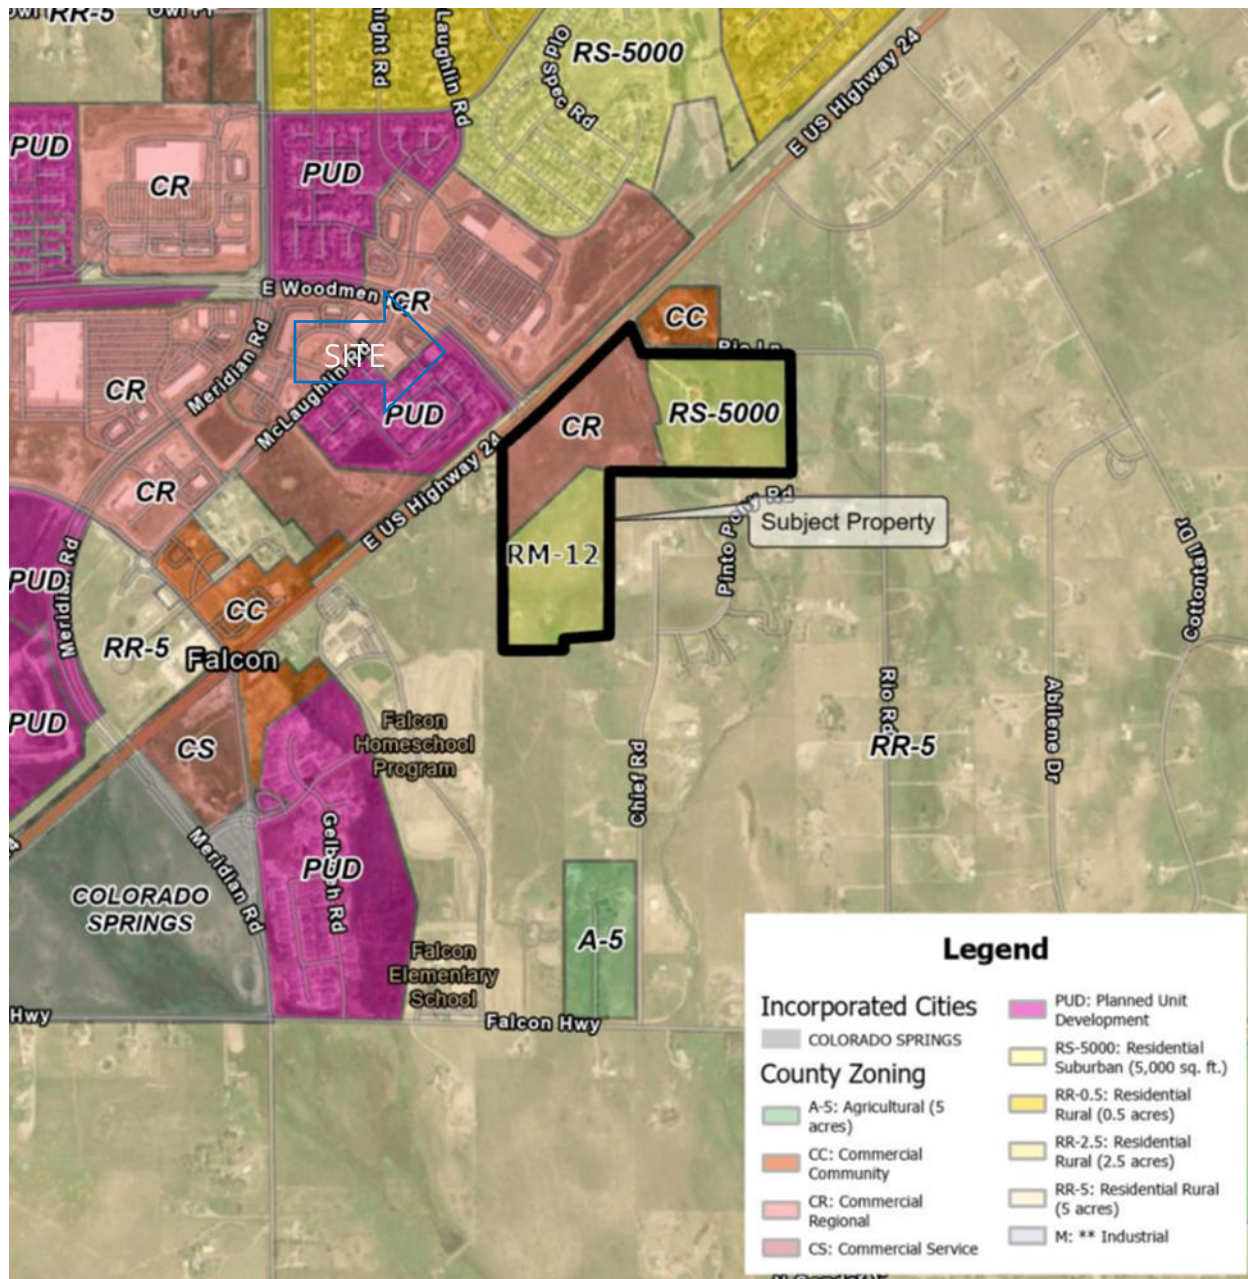 RR-5
Owl Pl
Laughlin Rd
Old Spec Rd
RS-5000
E US Highway 24
PUD
CR
PUD
E Woodmen
CR
CC
Rio Ln
SITE
Meridian Rd
McLaughlin Rd
CR
PUD
CR
RS-5000
CR
E US Highway 24
Pinto Pony Rd
Subject Property
RM-12
Meridian Rd
PUD
CC
RR-5
Falcon
Cottontail Dr
PUD
CS
Falcon
Homeschool
Program
Chief Rd
Rio Rd
RR-5
Abilene Dr
Meridian Rd
PUD
COLORADO
SPRINGS
A-5
Falcon
Elementary
School
Hwy
Falcon Hwy
Legend
Incorporated Cities
COLORADO SPRINGS
County Zoning
A-5: Agricultural (5
acres)
CC: Commercial
Community
CR: Commercial
Regional
CS: Commercial Service
PUD: Planned Unit
Development
RS-5000: Residential
Suburban (5,000 sq. ft.)
RR-0.5: Residential
Rural (0.5 acres)
RR-2.5: Residential
Rural (2.5 acres)
RR-5: Residential Rural
(5 acres)
M: ** Industrial